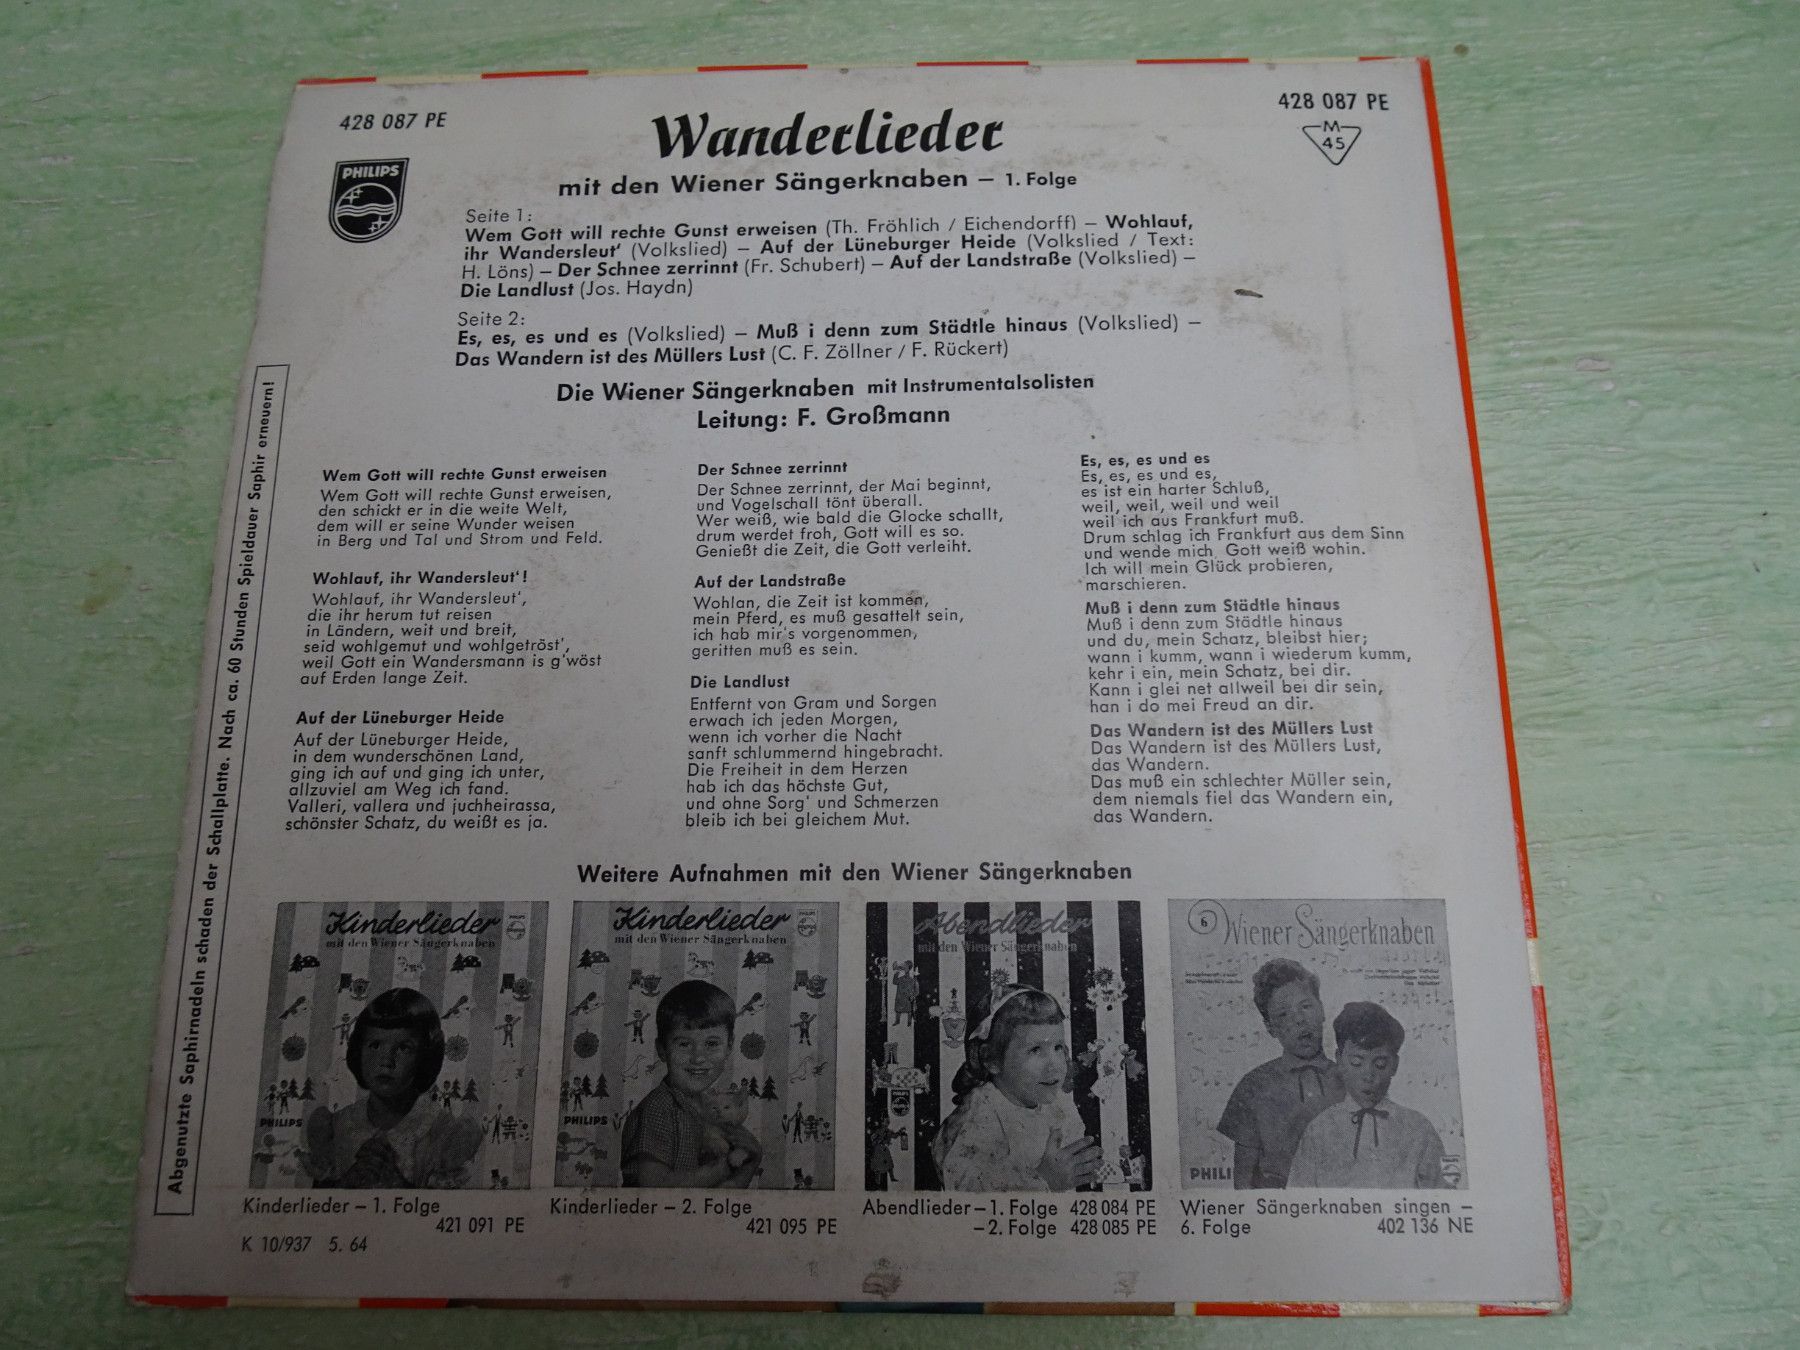 428 087 PE
Wanderlieder
428 087 PE
M
45
PHILIPS
mit den Wiener Sängerknaben – 1. Folge
Seite 1:
Wem Gott will rechte Gunst erweisen (Th. Fröhlich / Eichendorff) – Wohlauf,
ihr Wandersleut' (Volkslied) – Auf der Lüneburger Heide (Volkslied / Text:
H. Löns) – Der Schnee zerrinnt (Fr. Schubert) – Auf der Landstraße (Volkslied) –
Die Landlust (Jos. Haydn)
Seite 2:
Es, es, es und es (Volkslied) – Muß i denn zum Städtle hinaus (Volkslied) –
Das Wandern ist des Müllers Lust (C. F. Zöllner / F. Rückert)
Die Wiener Sängerknaben mit Instrumentalsolisten
Leitung: F. Großmann
Abgenutzte Saphirnadeln schaden der Schallplatte. Nach ca. 60 Stunden Spieldauer Saphir erneuern!
Wem Gott will rechte Gunst erweisen
Wem Gott will rechte Gunst erweisen,
den schickt er in die weite Welt,
dem will er seine Wunder weisen
in Berg und Tal und Strom und Feld.
Wohlauf, ihr Wandersleut'!
Wohlauf, ihr Wandersleut',
die ihr herum tut reisen
in Ländern, weit und breit,
seid wohlgemut und wohlgetröst',
weil Gott ein Wandersmann is g'wöst
auf Erden lange Zeit.
Auf der Lüneburger Heide
Auf der Lüneburger Heide,
in dem wunderschönen Land,
ging ich auf und ging ich unter,
allzuviel am Weg ich fand.
Valleri, vallera und juchheirassa,
schönster Schatz, du weißt es ja.
Der Schnee zerrinnt
Der Schnee zerrinnt, der Mai beginnt,
und Vogelschall tönt überall.
Wer weiß, wie bald die Glocke schallt,
drum werdet froh, Gott will es so.
Genießt die Zeit, die Gott verleiht.
Auf der Landstraße
Wohlan, die Zeit ist kommen,
mein Pferd, es muß gesattelt sein,
ich hab mir's vorgenommen,
geritten muß es sein.
Die Landlust
Entfernt von Gram und Sorgen
erwach ich jeden Morgen,
wenn ich vorher die Nacht
sanft schlummernd hingebracht.
Die Freiheit in dem Herzen
hab ich das höchste Gut,
und ohne Sorg' und Schmerzen
bleib ich bei gleichem Mut.
Es, es, es und es
Es, es, es und es,
es ist ein harter Schluß,
weil, weil, weil und weil
weil ich aus Frankfurt muß.
Drum schlag ich Frankfurt aus dem Sinn
und wende mich, Gott weiß wohin.
Ich will mein Glück probieren,
marschieren.
Muß i denn zum Städtle hinaus
Muß i denn zum Städtle hinaus
und du, mein Schatz, bleibst hier;
wann i kumm, wann i wiederum kumm,
kehr i ein, mein Schatz, bei dir.
Kann i glei net allweil bei dir sein,
han i do mei Freud an dir.
Das Wandern ist des Müllers Lust
Das Wandern ist des Müllers Lust,
das Wandern.
Das muß ein schlechter Müller sein,
dem niemals fiel das Wandern ein,
das Wandern.
Weitere Aufnahmen mit den Wiener Sängerknaben
Kinderlieder
mit den Wiener Sängerknaben
PHILIPS
Kinderlieder
mit den Wiener Sängerknaben
PHILIPS
Abendlieder
mit den Wiener Sängerknaben
PHILIPS
6 Wiener Sängerknaben
PHILI
Kinderlieder – 1. Folge
421 091 PE
Kinderlieder – 2. Folge
421 095 PE
Abendlieder – 1. Folge 428 084 PE
– 2. Folge 428 085 PE
Wiener Sängerknaben singen –
6. Folge 402 136 NE
K 10/937 5. 64